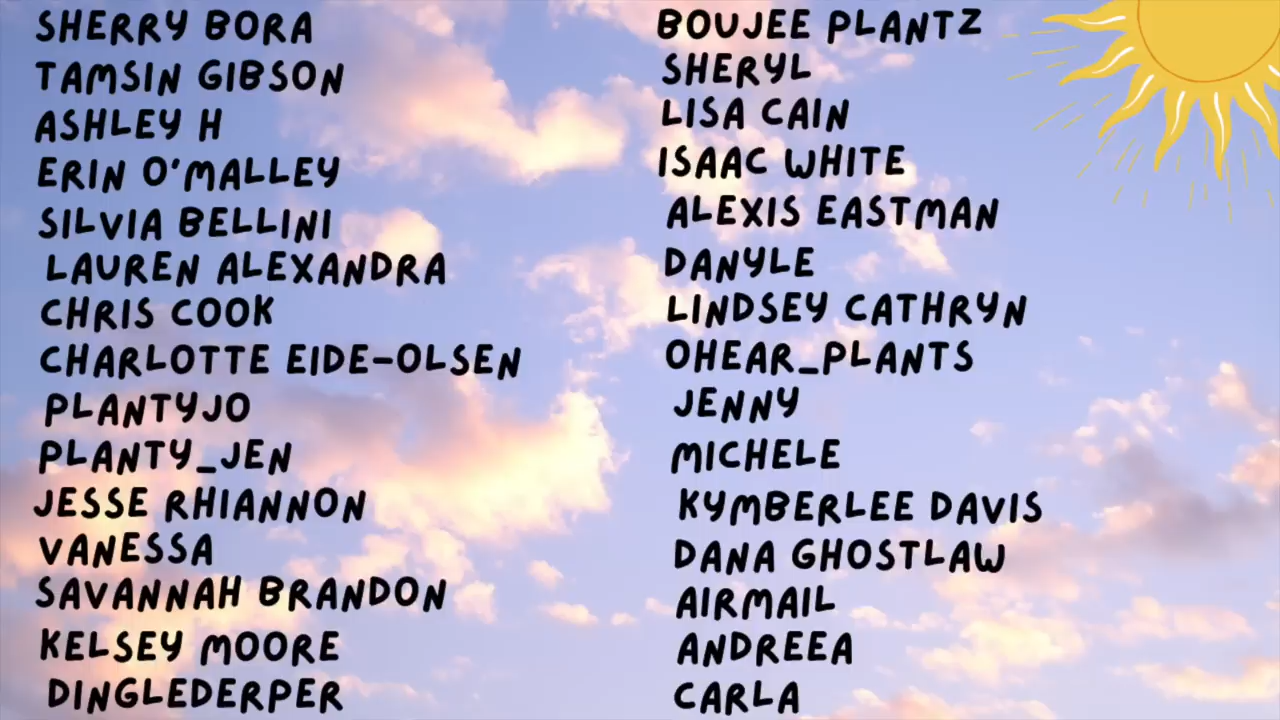 SHERRY BORA
TAMSIN GIBSON
ASHLEY H
ERIN O'MALLEY
SILVIA BELLINI
LAUREN ALEXANDRA
CHRIS COOK
CHARLOTTE EIDE-OLSEN
PLANTYJO
PLANTY_JEN
JESSE RHIANNON
VANESSA
SAVANNAH BRANDON
KELSEY MOORE
DINGLEDERPER
BOUJEE PLANTZ
SHERYL
LISA CAIN
ISAAC WHITE
ALEXIS EASTMAN
DANYLE
LINDSEY CATHRYN
OHEAR_PLANTS
JENNY
MICHELE
KYMBERLEE DAVIS
DANA GHOSTLAW
AIRMAIL
ANDREEA
CARLA